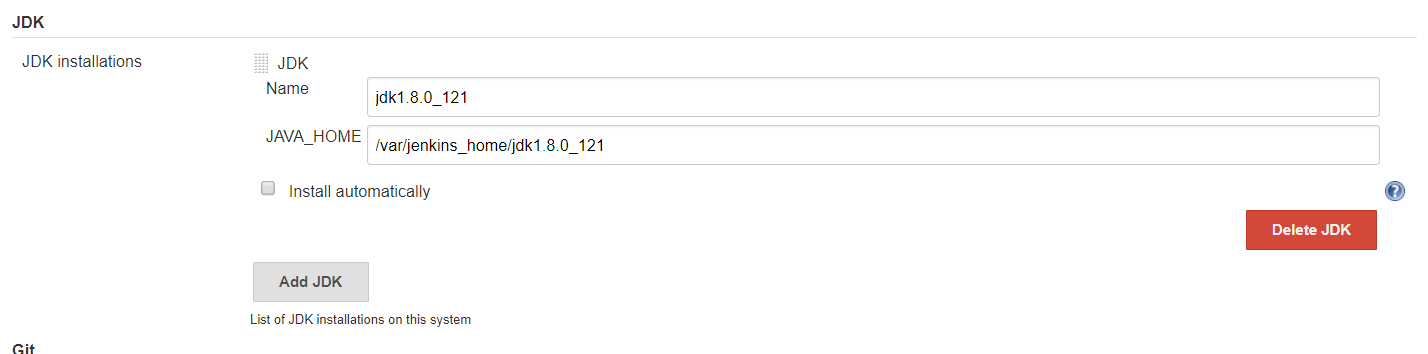 JDK
JDK installations
JDK
Name
jdk1.8.0_121
JAVA_HOME
/var/jenkins_home/jdk1.8.0_121
Install automatically
?
Delete JDK
Add JDK
List of JDK installations on this system
Git